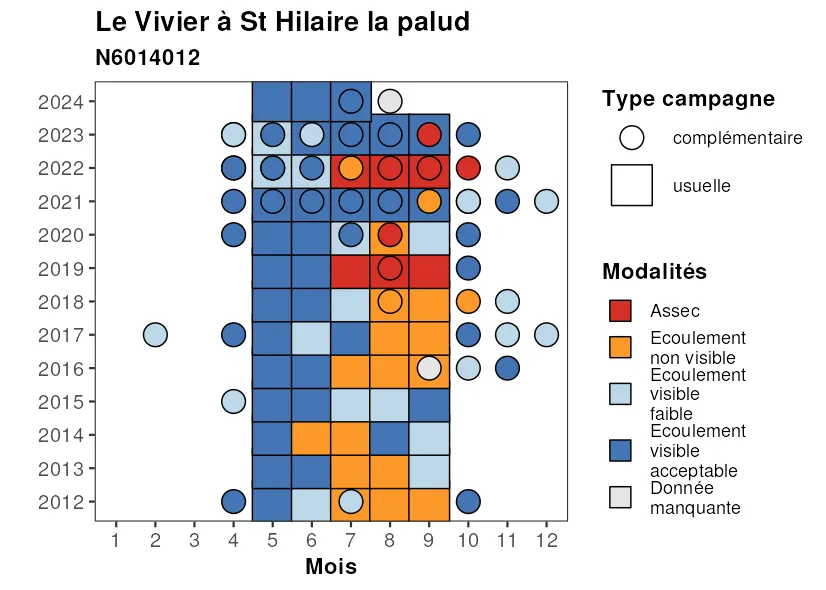 Le Vivier à St Hilaire la palud
N6014012
2024
2023
2022
2021
2020
2019
2018
2017
2016
2015
2014
2013
2012
1 2 3 4 5 6 7 8 9 10 11 12
Mois
Type campagne
complémentaire
usuelle
Modalités
Assec
Ecoulement
non visible
Ecoulement
visible
faible
Ecoulement
visible
acceptable
Donnée
manquante